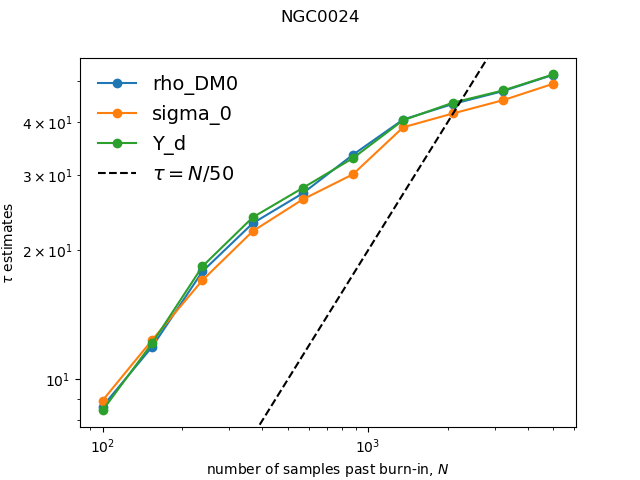 NGC0024
rho_DM0
sigma_0
Y_d
τ = N/50
4 × 10¹
3 × 10¹
2 × 10¹
10¹
τ estimates
10² 10³
number of samples past burn-in, N